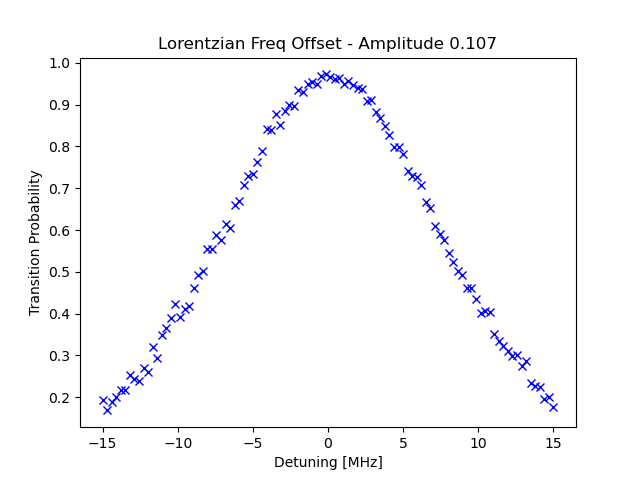 Lorentzian Freq Offset - Amplitude 0.107
Transition Probability
1.0
0.9
0.8
0.7
0.6
0.5
0.4
0.3
0.2
−15 −10 −5 0 5 10 15
Detuning [MHz]